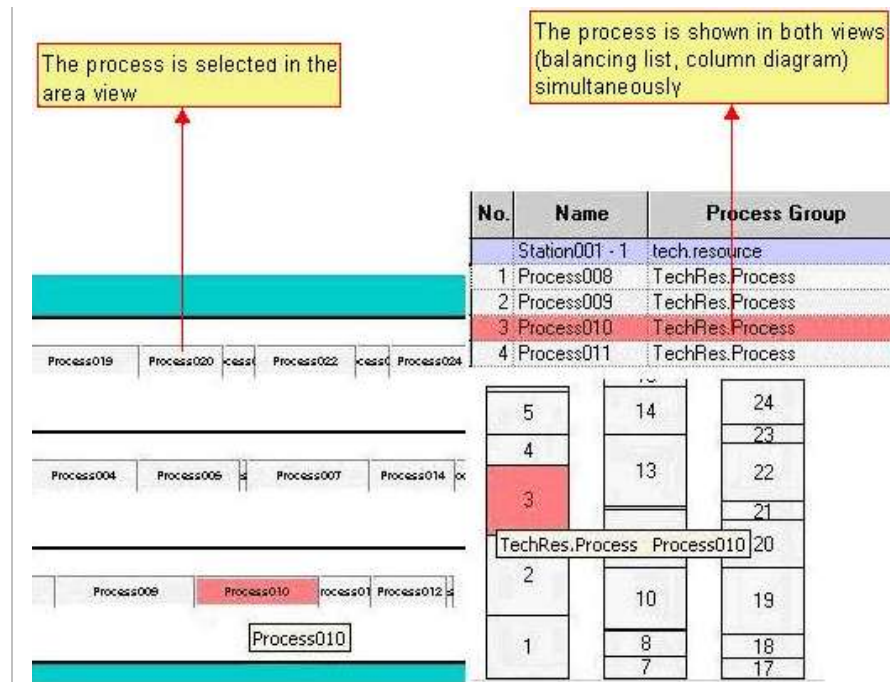 The process is selected in the
area view
The process is shown in both views
(balancing list, column diagram)
simultaneously
No. Name Process Group
Station001 - 1 tech.resource
1 Process008 TechRes.Process
2 Process009 TechRes.Process
3 Process010 TechRes.Process
4 Process011 TechRes.Process
Process019 Process020 Process022 Process024
Process004 Process007 Process014
Process010 Process012
Process010
5 14 24
23
4 13 22
3
21
TechRes.Process Process010 20
2
10 19
1 8 18
7 17